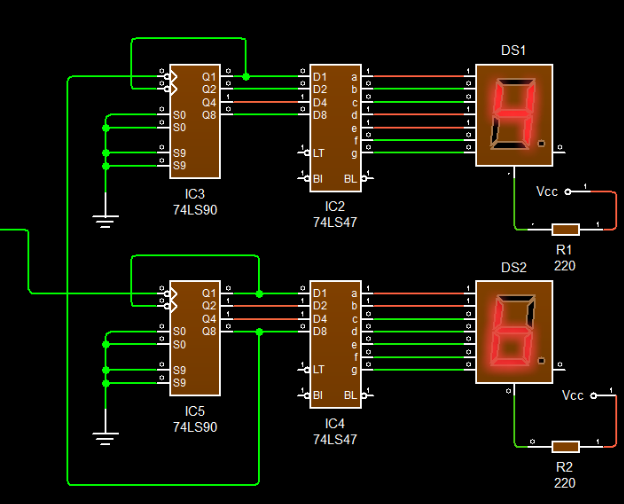 DS1
Q1 D1 a
Q2 D2 b
Q4 D4 c
S0 Q8 D8 d
S0 e
f
S9 LT g
S9
BI BL
IC3 IC2
74LS90 74LS47
Vcc
R1
220
DS2
Q1 D1 a
Q2 D2 b
Q4 D4 c
S0 Q8 D8 d
S0 e
f
S9 LT g
S9
BI BL
IC5 IC4
74LS90 74LS47
Vcc
R2
220